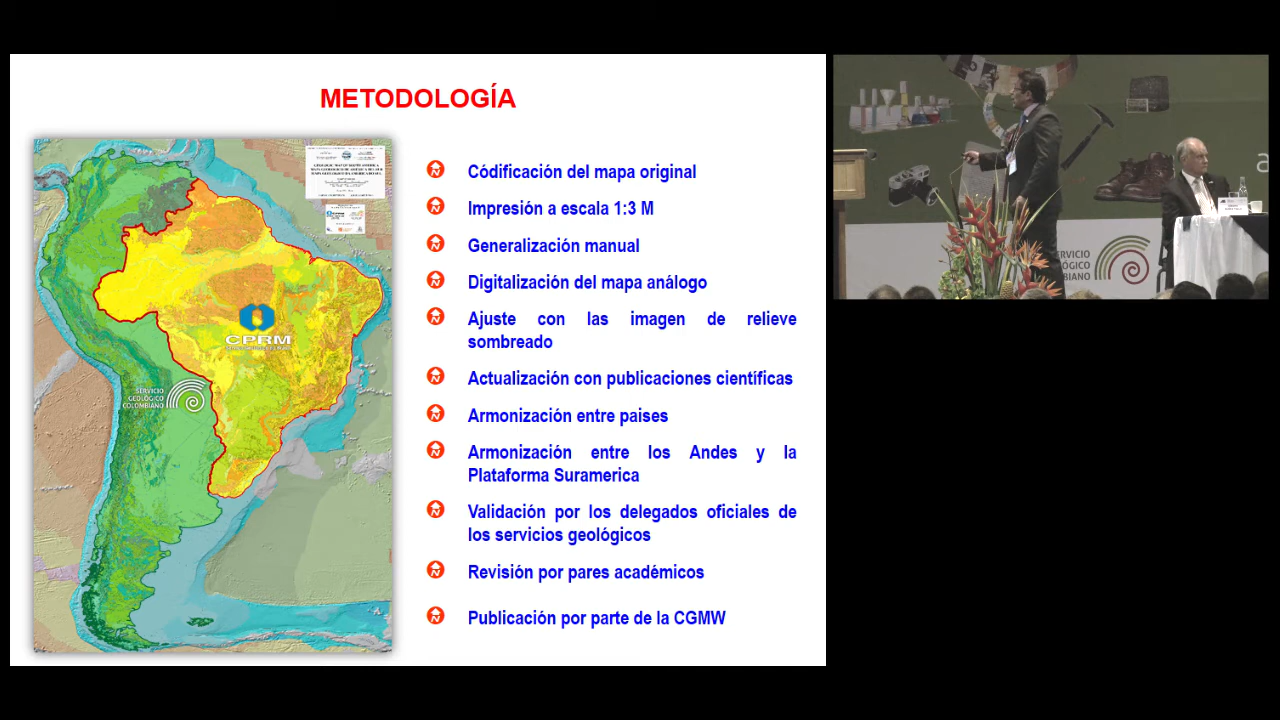 METODOLOGÍA
Códificación del mapa original
Impresión a escala 1:3 M
Generalización manual
Digitalización del mapa análogo
Ajuste con las imagen de relieve
sombreado
Actualización con publicaciones científicas
Armonización entre paises
Armonización entre los Andes y la
Plataforma Suramerica
Validación por los delegados oficiales de
los servicios geológicos
Revisión por pares académicos
Publicación por parte de la CGMW
CPRM
SERVICIO
GEOLÓGICO
COLOMBIANO